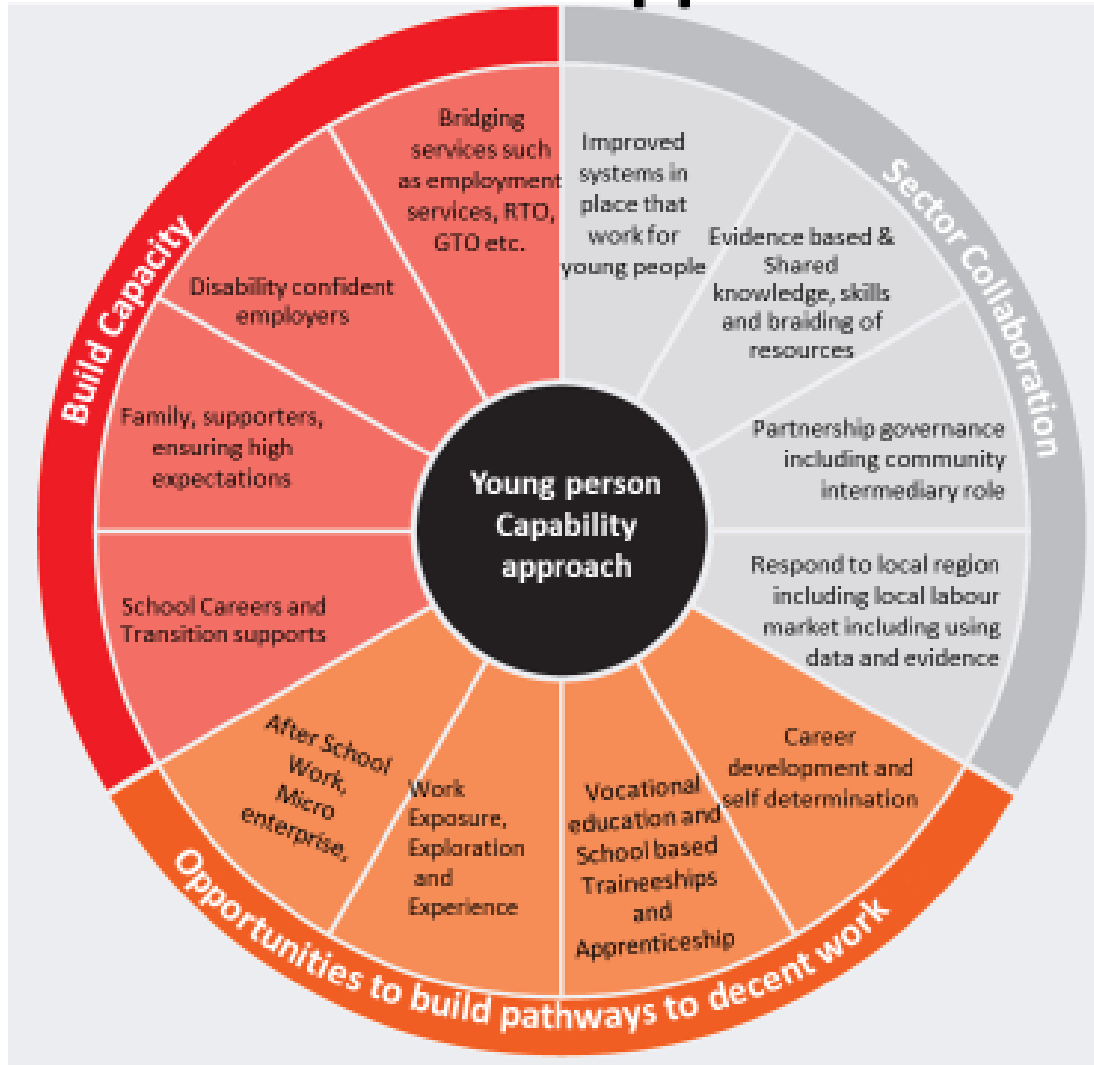 Build Capacity
Bridging
services such
as employment
services, RTO,
GTO etc.
Disability confident
employers
Family, supporters,
ensuring high
expectations
School Careers and
Transition supports
Sector Collaboration
Improved
systems in
place that
work for
young people
Evidence based &
Shared
knowledge, skills
and braiding of
resources
Partnership governance
including community
intermediary role
Respond to local region
including local labour
market including using
data and evidence
Young person
Capability
approach
After School
Work,
Micro
enterprise,
Work
Exposure,
Exploration
and
Experience
Vocational
education and
School based
Traineeships
and
Apprenticeship
Career
development and
self determination
Opportunities to build pathways to decent work